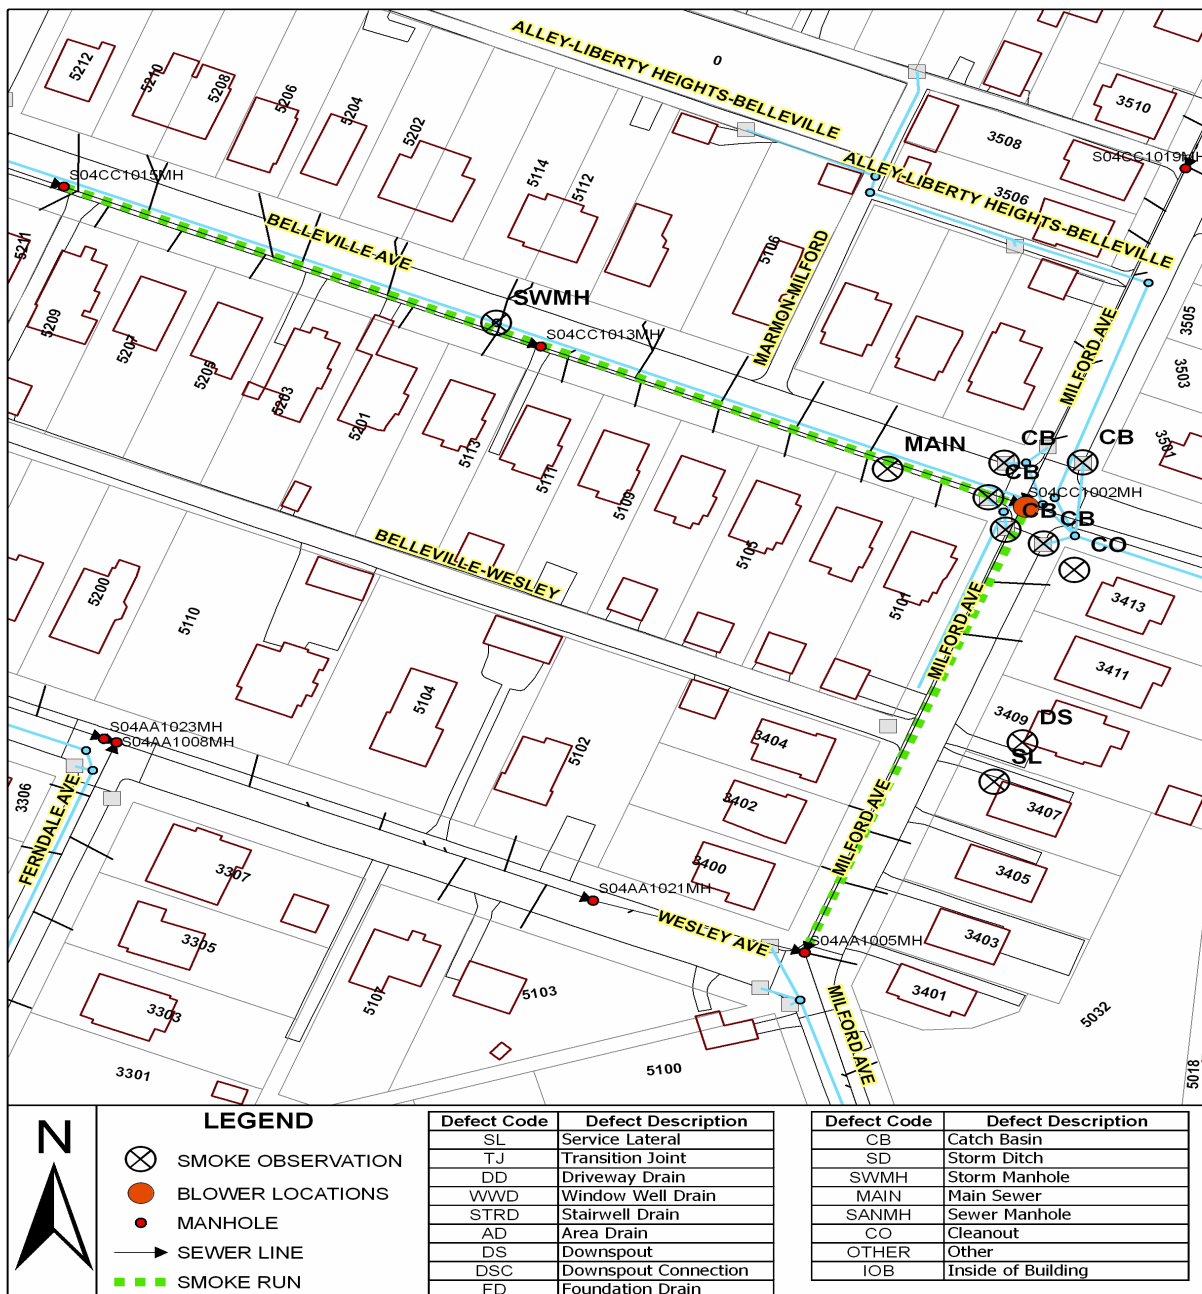 ALLEY-LIBERTY HEIGHTS-BELLEVILLE
0
5212
5210
5208
5206
5204
5202
5114
5112
3510
3508
S04CC1019MH
ALLEY-LIBERTY HEIGHTS-BELLEVILLE
3506
S04CC1015MH
BELLEVILLE AVE
5106
MARMON-MILFORD
MILFORD AVE
3505
3503
3501
5211
5209
5207
5205
5203
5201
SWMH
S04CC1013MH
5113
5111
5109
5105
5101
MAIN
CB
CB
CB
S04CC1002MH
CB
CB
CO
BELLEVILLE-WESLEY
5200
5110
5104
5102
MILFORD AVE
3413
3411
3409
DS
SL
3407
3405
3403
3401
3404
3402
3400
MILFORD AVE
S04AA1023MH
S04AA1008MH
3306
FERNDALE AVE
3307
3305
3303
3301
S04AA1021MH
WESLEY AVE
S04AA1005MH
5107
5103
5100
MILFORD AVE
5032
5018
N
LEGEND
SMOKE OBSERVATION
BLOWER LOCATIONS
MANHOLE
SEWER LINE
SMOKE RUN
Defect Code Defect Description
SL Service Lateral
TJ Transition Joint
DD Driveway Drain
WWD Window Well Drain
STRD Stairwell Drain
AD Area Drain
DS Downspout
DSC Downspout Connection
FD Foundation Drain
Defect Code Defect Description
CB Catch Basin
SD Storm Ditch
SWMH Storm Manhole
MAIN Main Sewer
SANMH Sewer Manhole
CO Cleanout
OTHER Other
IOB Inside of Building